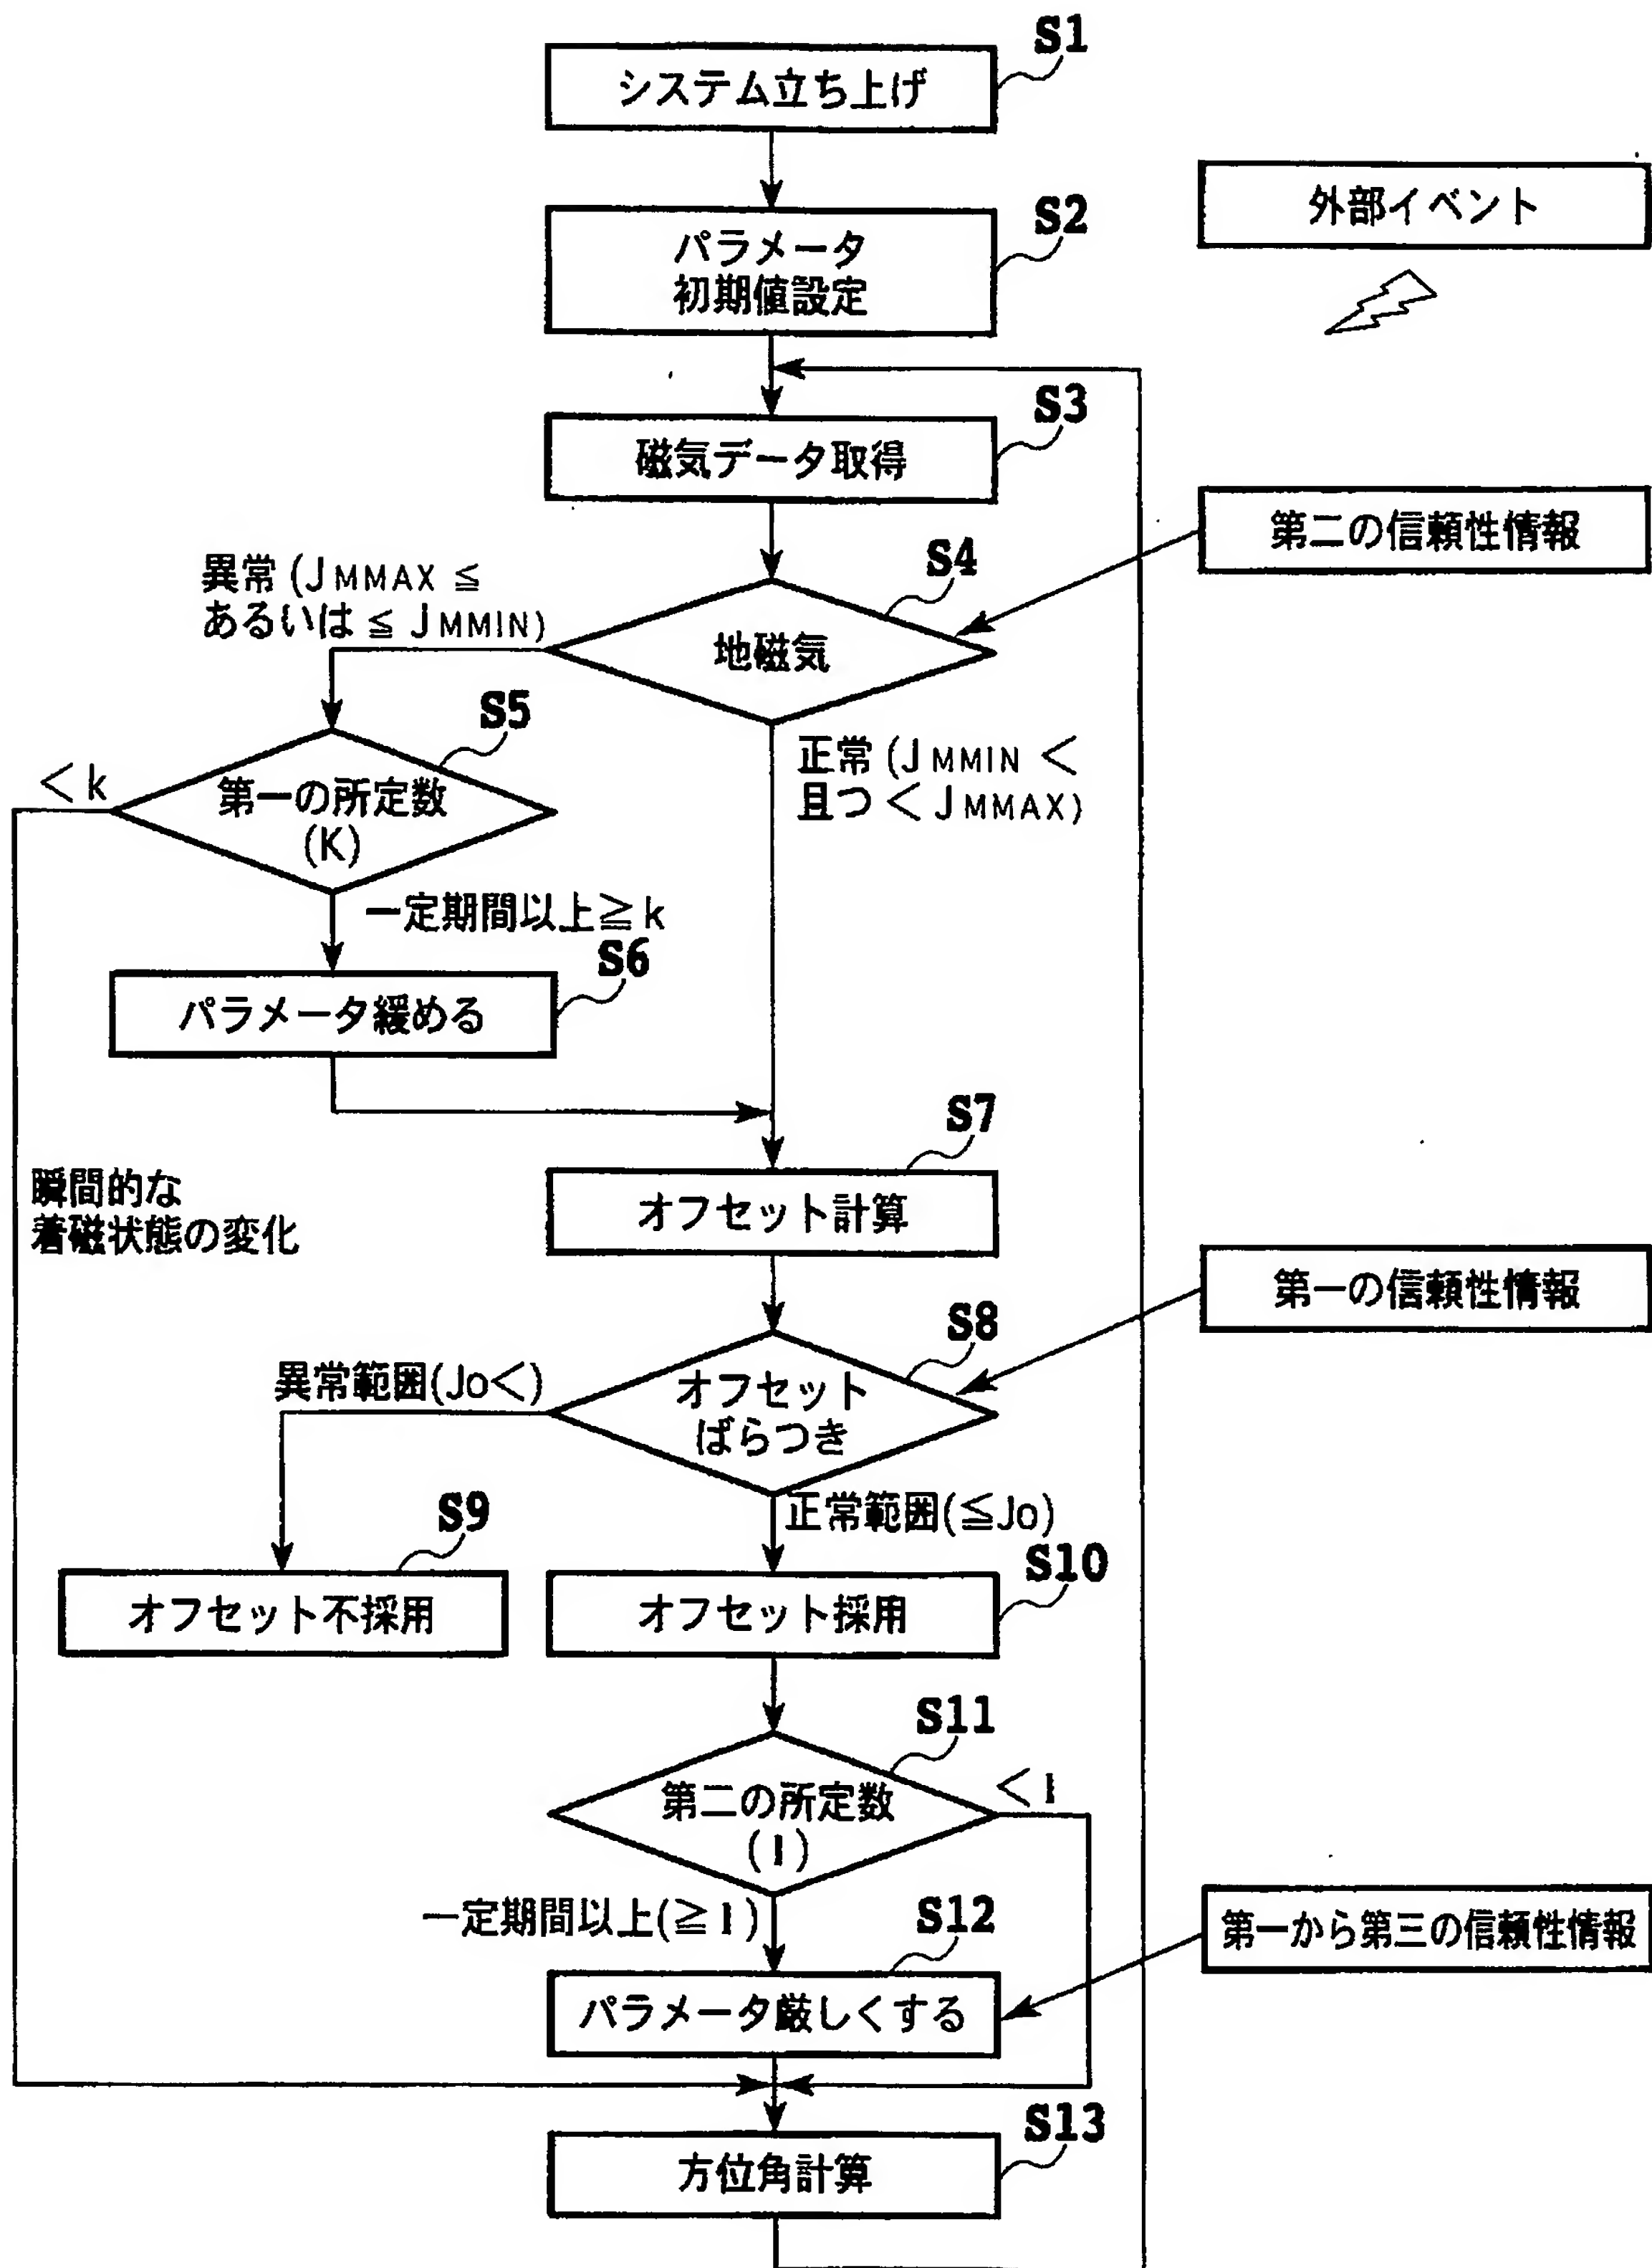 S1
システム立ち上げ
外部イベント
S2
パラメータ
初期値設定
S3
磁気データ取得
第二の信頼性情報
S4
異常 (JMMAX ≦
あるいは ≦ JMMIN)
地磁気
S5
正常 (JMMIN <
且つ < JMMAX)
<k
第一の所定数
(K)
一定期間以上≧k
S6
パラメータ緩める
S7
瞬間的な
着磁状態の変化
オフセット計算
第一の信頼性情報
S8
異常範囲(Jo<)
オフセット
ばらつき
正常範囲(≦Jo)
S9
S10
オフセット不採用
オフセット採用
S11
<l
第二の所定数
(l)
一定期間以上(≧l)
S12
第一から第三の信頼性情報
パラメータ厳しくする
S13
方位角計算